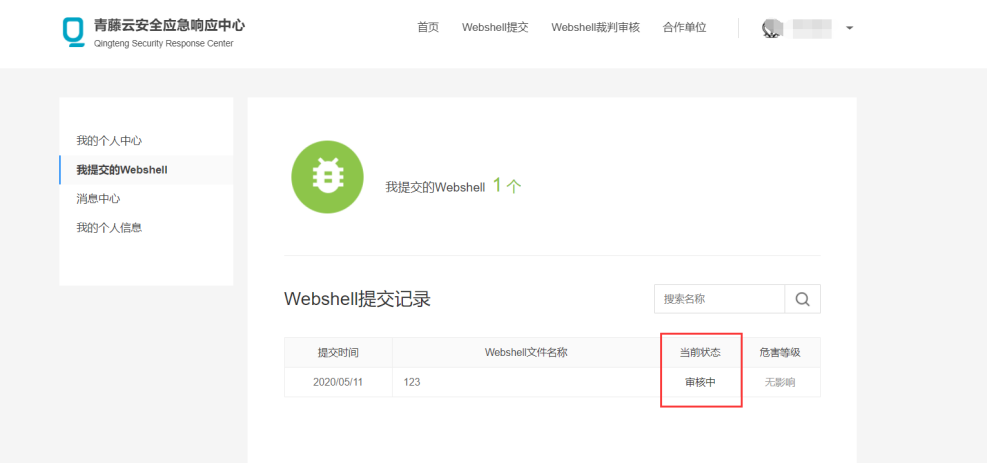 青藤云安全应急响应中心
Qingteng Security Response Center
首页 Webshell提交 Webshell裁判审核 合作单位
我的个人中心
我提交的Webshell
消息中心
我的个人信息
我提交的Webshell 1 个
Webshell提交记录
搜索名称
提交时间 Webshell文件名称 当前状态 危害等级
2020/05/11 123 审核中 无影响